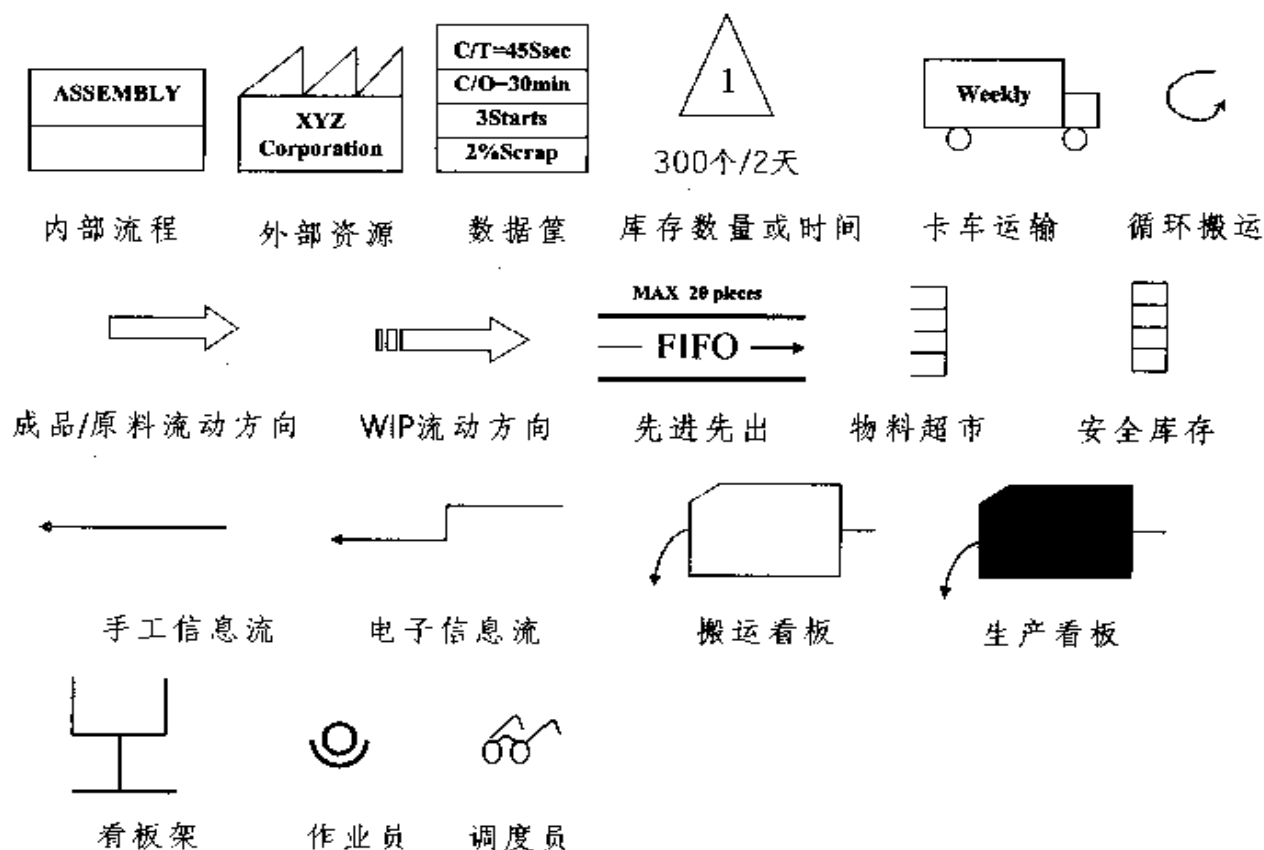 ASSEMBLY
XYZ
Corporation
C/T=45Ssec
C/O=30min
3Starts
2%Scrap
1
300个/2天
Weekly
内部流程
外部资源
数据筐
库存数量或时间
卡车运输
循环搬运
MAX 20 pieces
FIFO
成品/原料流动方向
WIP流动方向
先进先出
物料超市
安全库存
手工信息流
电子信息流
搬运看板
生产看板
看板架
作业员
调度员